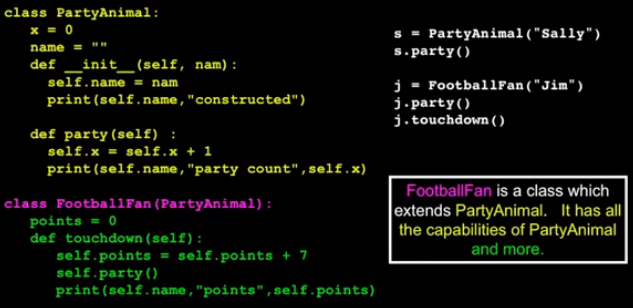 class PartyAnimal:
    x = 0
    name = ""
    def __init__(self, nam):
        self.name = nam
        print(self.name,"constructed")

    def party(self) :
        self.x = self.x + 1
        print(self.name,"party count",self.x)

class FootballFan(PartyAnimal):
    points = 0
    def touchdown(self):
        self.points = self.points + 7
        self.party()
        print(self.name,"points",self.points)

s = PartyAnimal("Sally")
s.party()

j = FootballFan("Jim")
j.party()
j.touchdown()

FootballFan is a class which
extends PartyAnimal. It has all
the capabilities of PartyAnimal
and more.